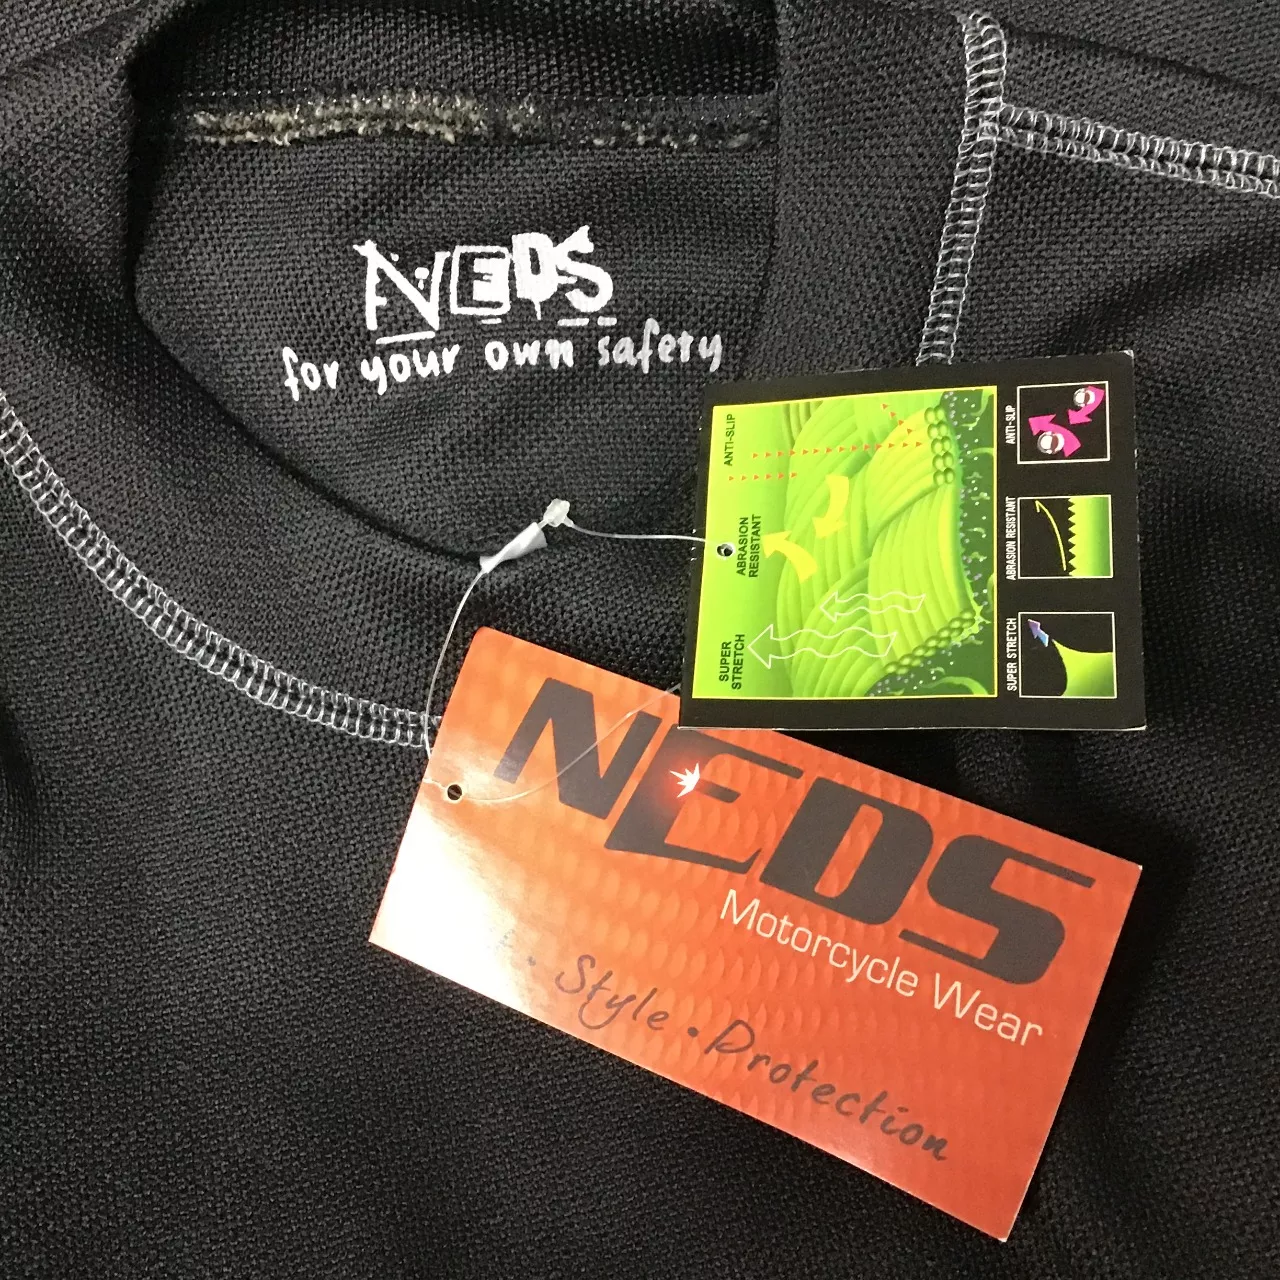 NEDS
for your own safety
ANTI-SLIP
ABRASION
RESISTANT
SUPER
STRETCH
ANTI-SLIP
ABRASION RESISTANT
SUPER STRETCH
NEDS
Motorcycle Wear
. Style . Protection